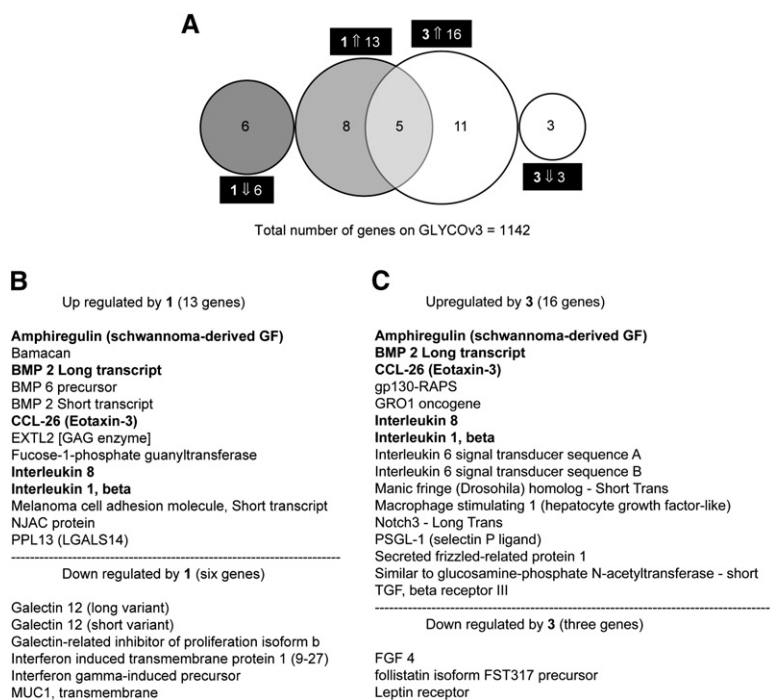 A
1 ⇑ 13
3 ⇑ 16
6
8
5
11
3
1 ⇓ 6
3 ⇓ 3
Total number of genes on GLYCOv3 = 1142
B
Up regulated by 1 (13 genes)
Amphiregulin (schwannoma-derived GF)
Bamacan
BMP 2 Long transcript
BMP 6 precursor
BMP 2 Short transcript
CCL-26 (Eotaxin-3)
EXTL2 [GAG enzyme]
Fucose-1-phosphate guanyltransferase
Interleukin 8
Interleukin 1, beta
Melanoma cell adhesion molecule, Short transcript
NJAC protein
PPL13 (LGALS14)
Down regulated by 1 (six genes)
Galectin 12 (long variant)
Galectin 12 (short variant)
Galectin-related inhibitor of proliferation isoform b
Interferon induced transmembrane protein 1 (9-27)
Interferon gamma-induced precursor
MUC1, transmembrane
C
Upregulated by 3 (16 genes)
Amphiregulin (schwannoma-derived GF)
BMP 2 Long transcript
CCL-26 (Eotaxin-3)
gp130-RAPS
GRO1 oncogene
Interleukin 8
Interleukin 1, beta
Interleukin 6 signal transducer sequence A
Interleukin 6 signal transducer sequence B
Manic fringe (Drosohila) homolog - Short Trans
Macrophage stimulating 1 (hepatocyte growth factor-like)
Notch3 - Long Trans
PSGL-1 (selectin P ligand)
Secreted frizzled-related protein 1
Similar to glucosamine-phosphate N-acetyltransferase - short
TGF, beta receptor III
Down regulated by 3 (three genes)
FGF 4
follistatin isoform FST317 precursor
Leptin receptor